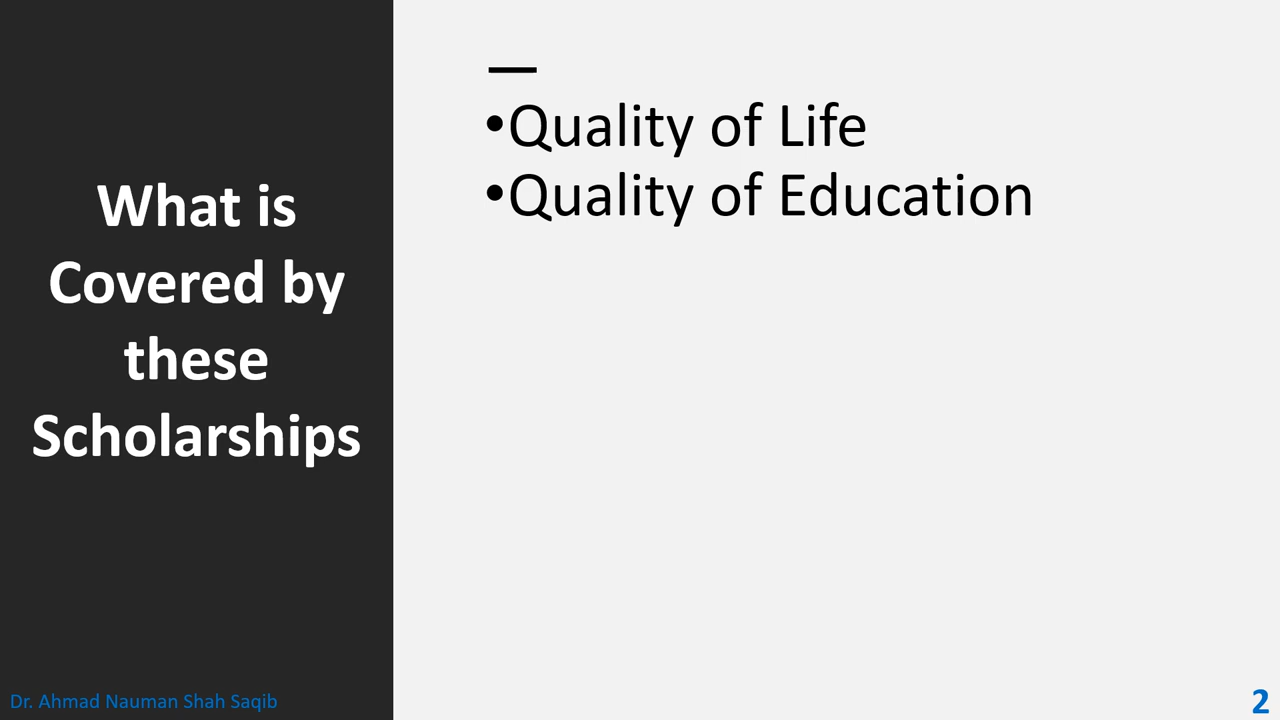 What is
Covered by
these
Scholarships
•Quality of Life
•Quality of Education
Dr. Ahmad Nauman Shah Saqib
2